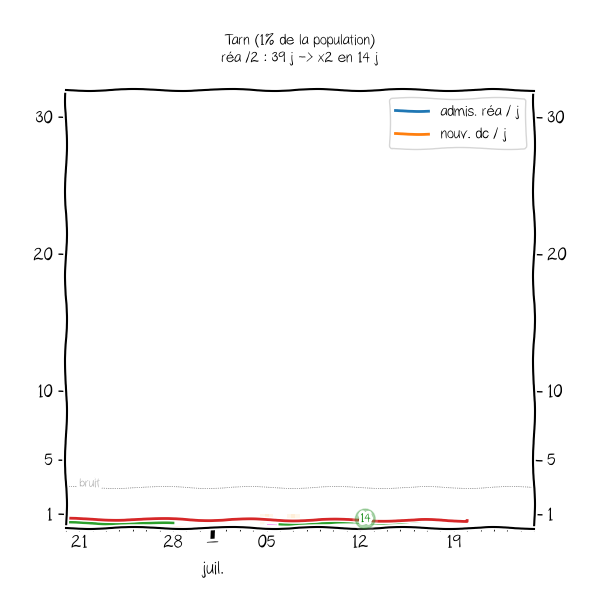 Tarn (1% de la population)
réa /2 : 39 j -> x2 en 14 j
admis. réa / j
nouv. dc / j
30 30
20 20
10 10
5 5
bruit
1 14 1
21 28 1 05 12 19
juil.